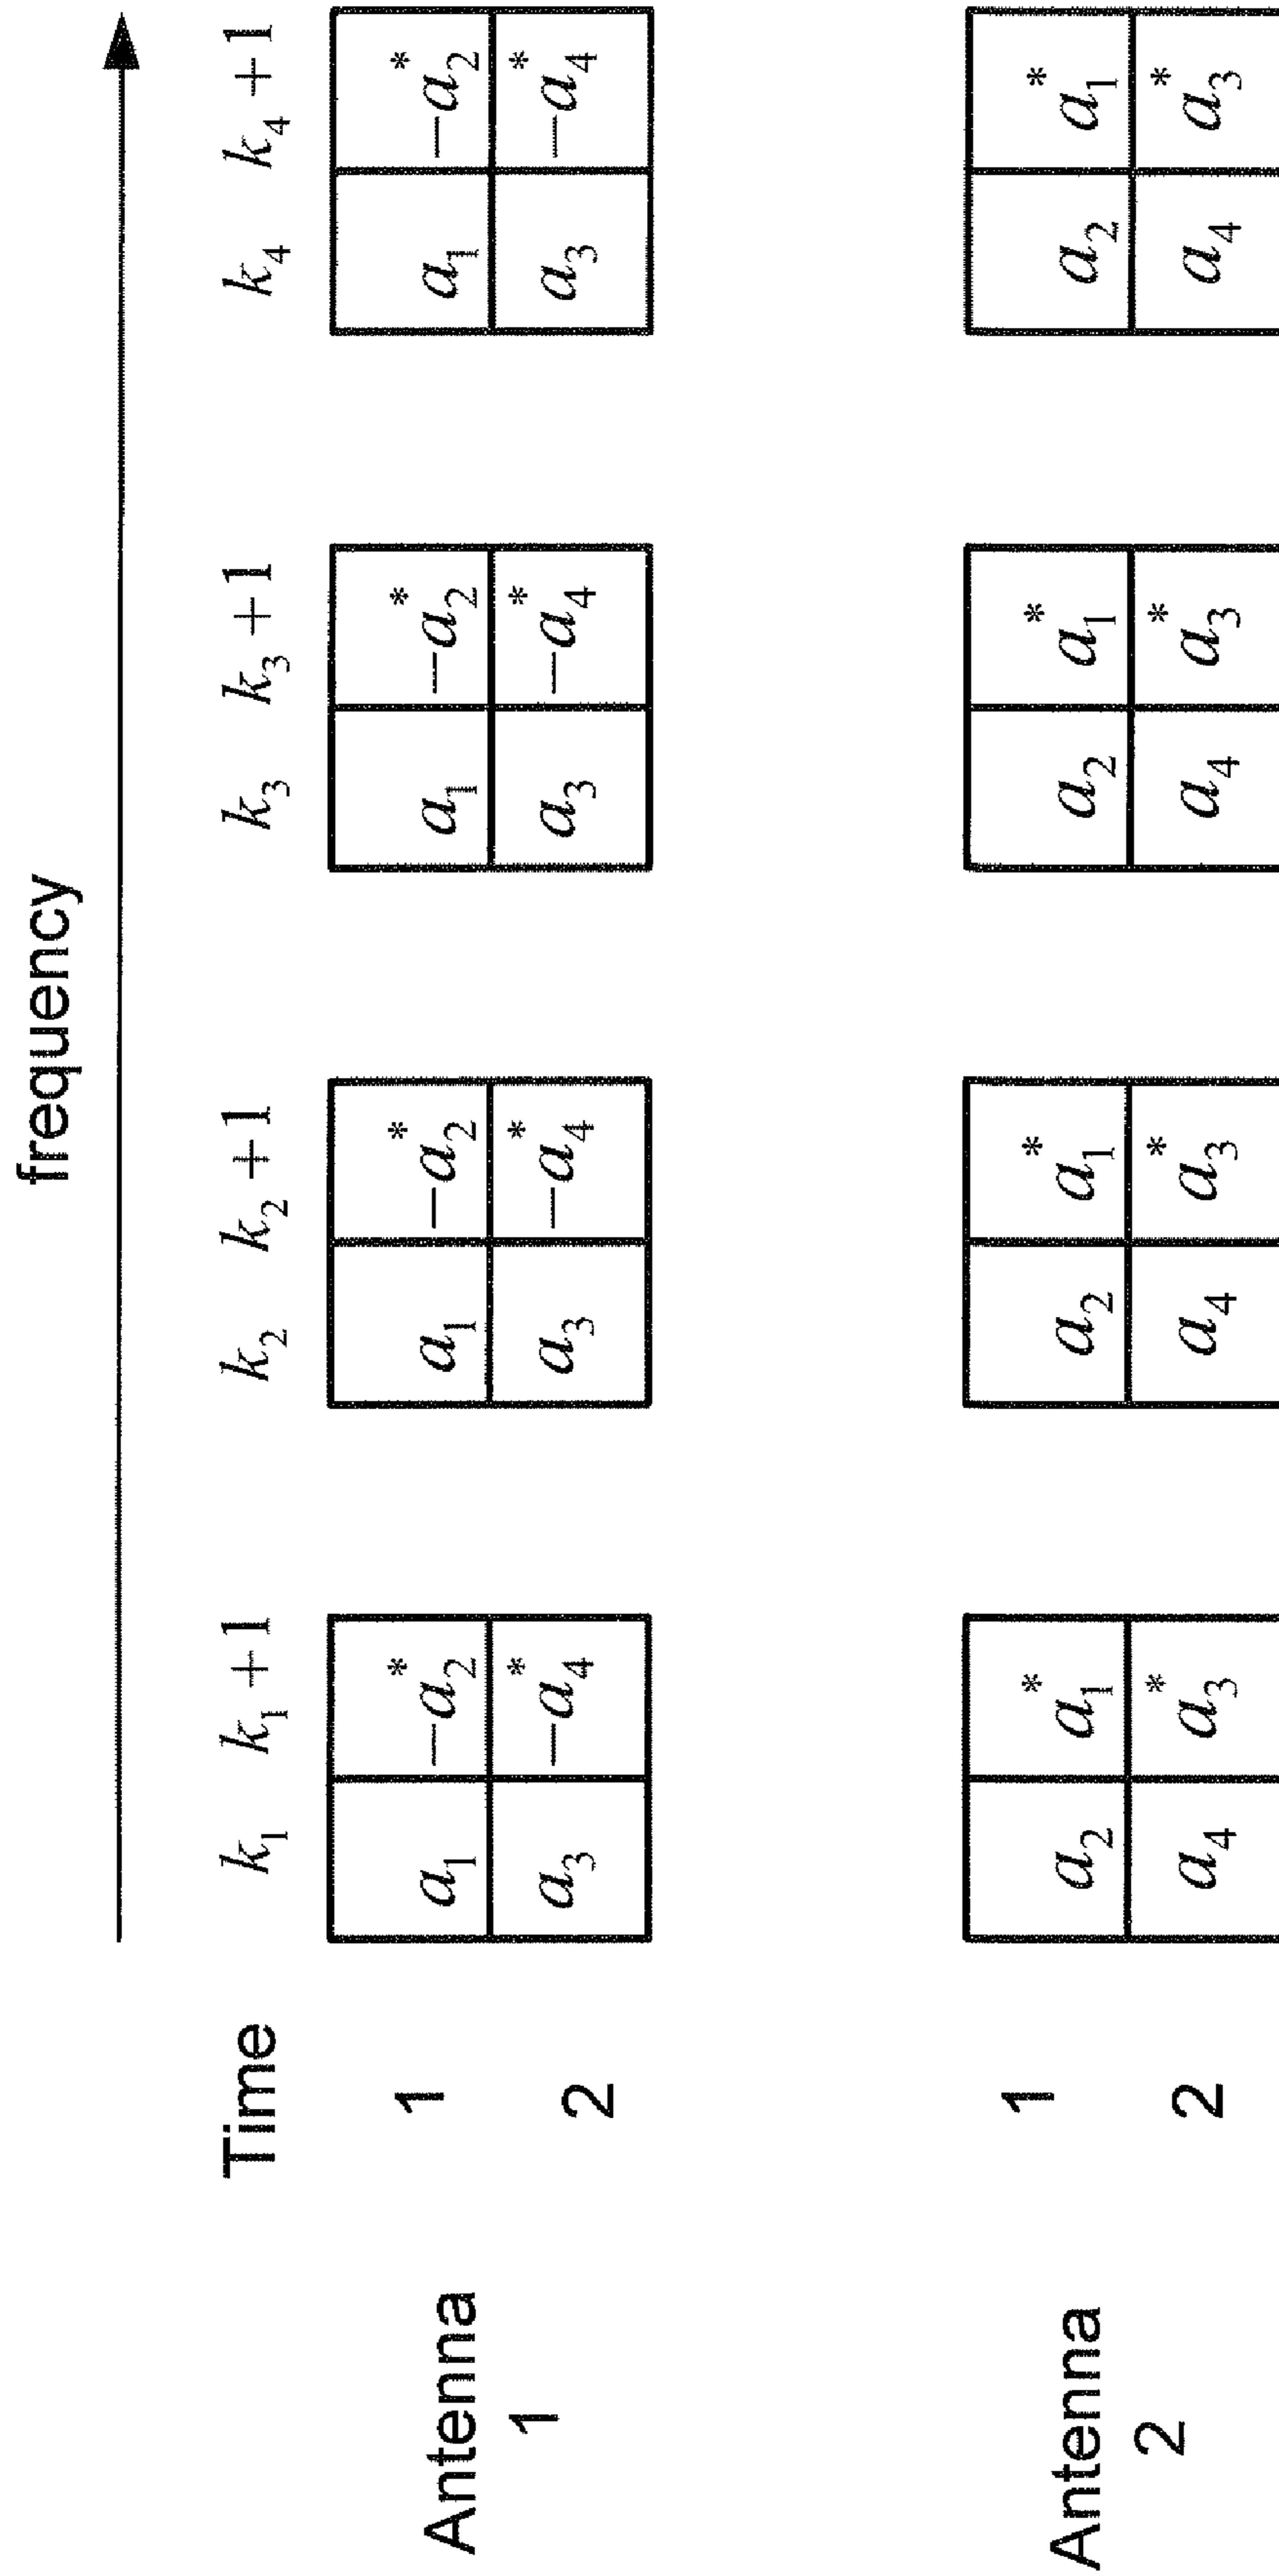 frequency
Time k₁ k₁+1 k₂ k₂+1 k₃ k₃+1 k₄ k₄+1
Antenna 1
1 a₁ −a₂* a₁ −a₂* a₁ −a₂* a₁ −a₂*
2 a₃ −a₄* a₃ −a₄* a₃ −a₄* a₃ −a₄*
Antenna 2
1 a₂ a₁* a₂ a₁* a₂ a₁* a₂ a₁*
2 a₄ a₃* a₄ a₃* a₄ a₃* a₄ a₃*